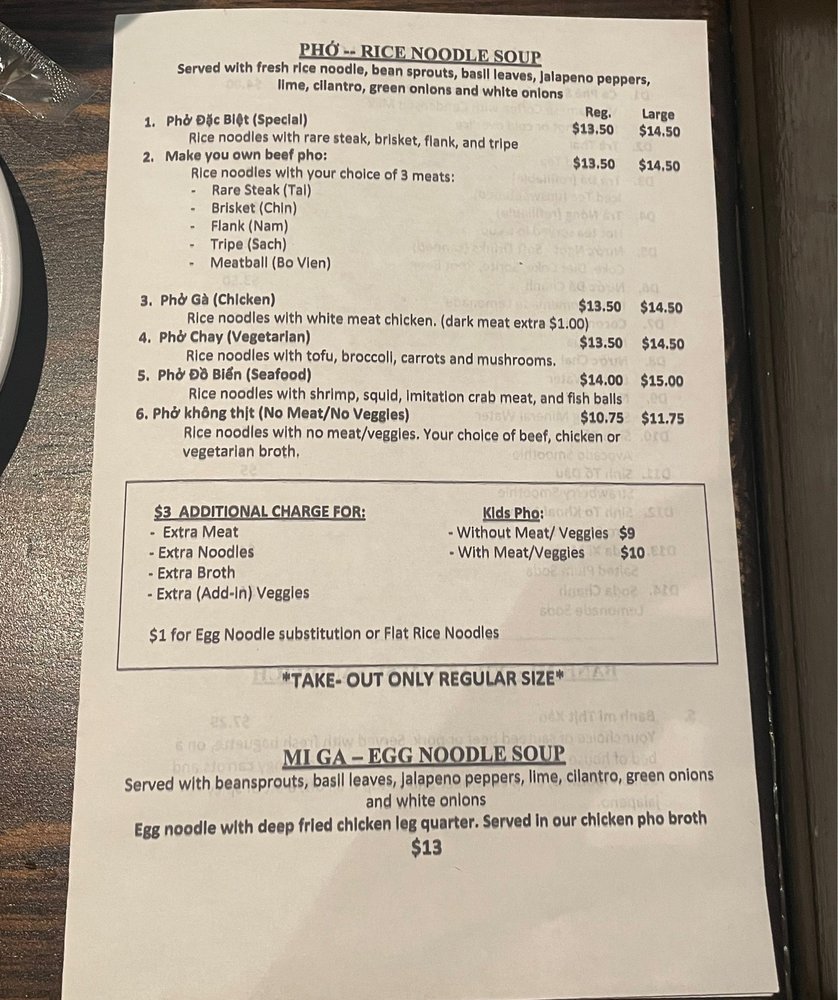 PHỞ -- RICE NOODLE SOUP
Served with fresh rice noodle, bean sprouts, basil leaves, jalapeno peppers,
lime, cilantro, green onions and white onions
Reg. Large
1. Phở Đặc Biệt (Special) $13.50 $14.50
Rice noodles with rare steak, brisket, flank, and tripe
2. Make you own beef pho: $13.50 $14.50
Rice noodles with your choice of 3 meats:
- Rare Steak (Tai)
- Brisket (Chin)
- Flank (Nam)
- Tripe (Sach)
- Meatball (Bo Vien)
3. Phở Gà (Chicken) $13.50 $14.50
Rice noodles with white meat chicken. (dark meat extra $1.00)
4. Phở Chay (Vegetarian) $13.50 $14.50
Rice noodles with tofu, broccoli, carrots and mushrooms.
5. Phở Đồ Biển (Seafood) $14.00 $15.00
Rice noodles with shrimp, squid, imitation crab meat, and fish balls
6. Phở không thịt (No Meat/No Veggies) $10.75 $11.75
Rice noodles with no meat/veggies. Your choice of beef, chicken or
vegetarian broth.
$3 ADDITIONAL CHARGE FOR:
- Extra Meat
- Extra Noodles
- Extra Broth
- Extra (Add-in) Veggies
Kids Pho:
- Without Meat/ Veggies $9
- With Meat/Veggies $10
$1 for Egg Noodle substitution or Flat Rice Noodles
*TAKE- OUT ONLY REGULAR SIZE*
MI GA – EGG NOODLE SOUP
Served with beansprouts, basil leaves, jalapeno peppers, lime, cilantro, green onions
and white onions
Egg noodle with deep fried chicken leg quarter. Served in our chicken pho broth
$13